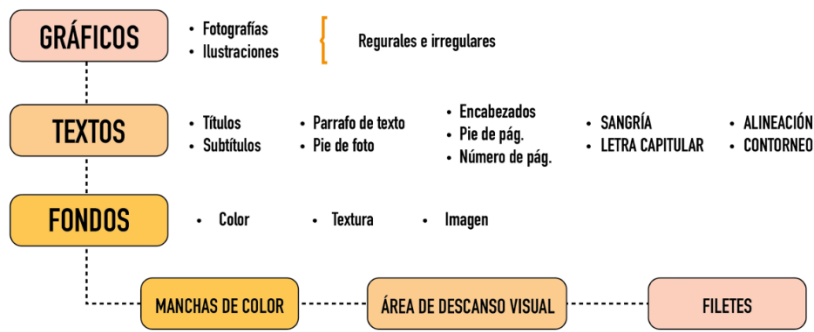 GRÁFICOS
• Fotografías
• Ilustraciones
Regurales e irregulares
TEXTOS
• Títulos
• Subtítulos
• Parrafo de texto
• Pie de foto
• Encabezados
• Pie de pág.
• Número de pág.
• SANGRÍA
• LETRA CAPITULAR
• ALINEACIÓN
• CONTORNEO
FONDOS
• Color
• Textura
• Imagen
MANCHAS DE COLOR
ÁREA DE DESCANSO VISUAL
FILETES